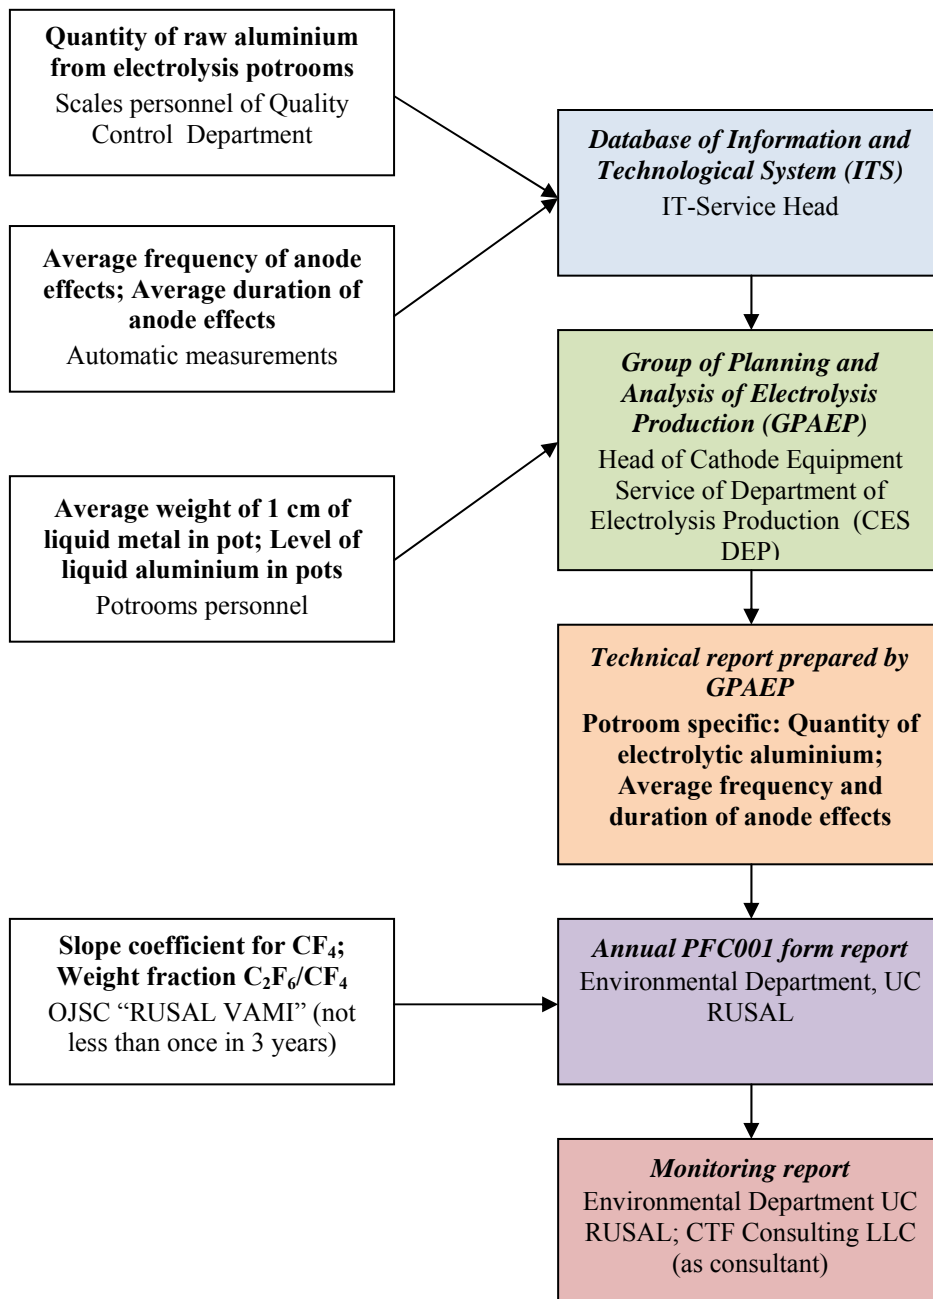 Quantity of raw aluminium
from electrolysis potrooms
Scales personnel of Quality
Control Department
Database of Information and
Technological System (ITS)
IT-Service Head
Average frequency of anode
effects; Average duration of
anode effects
Automatic measurements
Group of Planning and
Analysis of Electrolysis
Production (GPAEP)
Head of Cathode Equipment
Service of Department of
Electrolysis Production (CES
DEP)
Average weight of 1 cm of
liquid metal in pot; Level of
liquid aluminium in pots
Potrooms personnel
Technical report prepared by
GPAEP
Potroom specific: Quantity of
electrolytic aluminium;
Average frequency and
duration of anode effects
Slope coefficient for CF₄;
Weight fraction C₂F₆/CF₄
OJSC “RUSAL VAMI” (not
less than once in 3 years)
Annual PFC001 form report
Environmental Department, UC
RUSAL
Monitoring report
Environmental Department UC
RUSAL; CTF Consulting LLC
(as consultant)